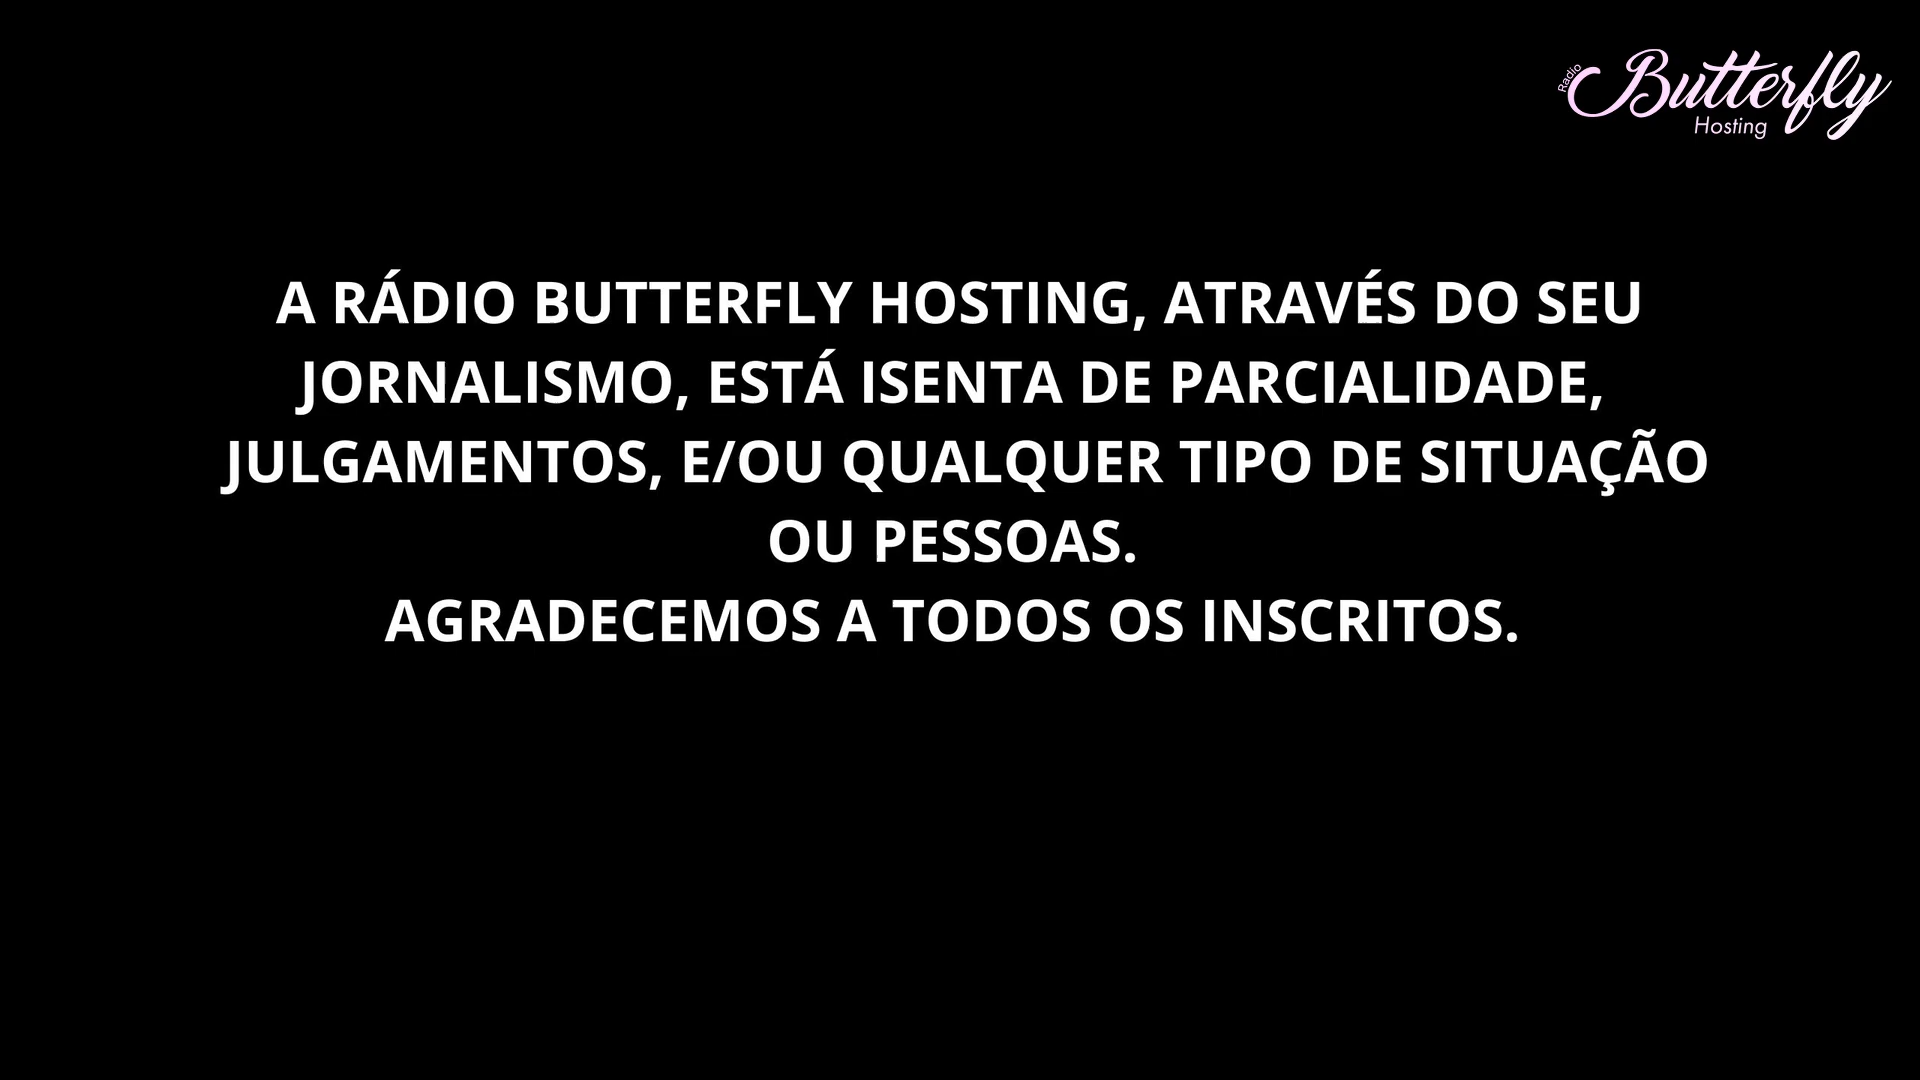 Radio
Butterfly
Hosting
A RÁDIO BUTTERFLY HOSTING, ATRAVÉS DO SEU
JORNALISMO, ESTÁ ISENTA DE PARCIALIDADE,
JULGAMENTOS, E/OU QUALQUER TIPO DE SITUAÇÃO
OU PESSOAS.
AGRADECEMOS A TODOS OS INSCRITOS.